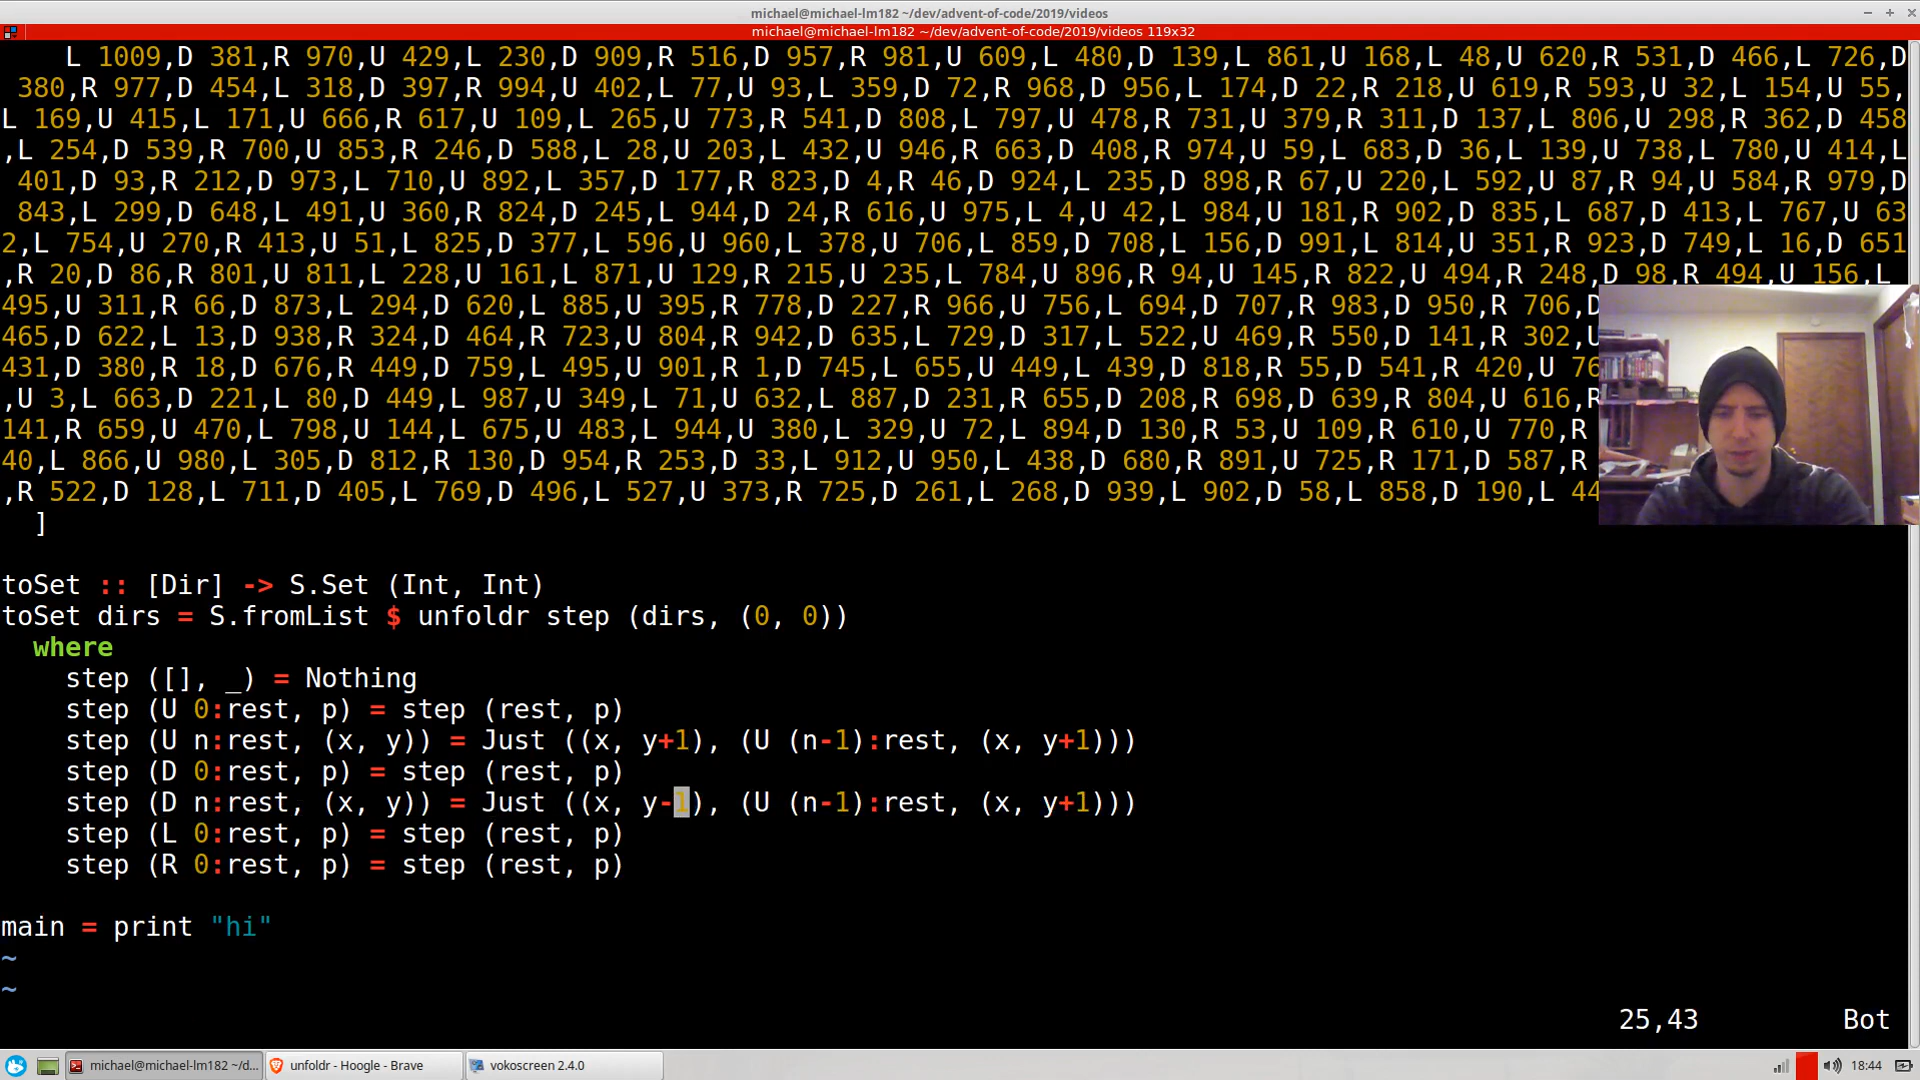 michael@michael-lm182 ~/dev/advent-of-code/2019/videos
michael@michael-lm182 ~/dev/advent-of-code/2019/videos 119x32
L 1009,D 381,R 970,U 429,L 230,D 909,R 516,D 957,R 981,U 609,L 480,D 139,L 861,U 168,L 48,U 620,R 531,D 466,L 726,D
380,R 977,D 454,L 318,D 397,R 994,U 402,L 77,U 93,L 359,D 72,R 968,D 956,L 174,D 22,R 218,U 619,R 593,U 32,L 154,U 55,
L 169,U 415,L 171,U 666,R 617,U 109,L 265,U 773,R 541,D 808,L 797,U 478,R 731,U 379,R 311,D 137,L 806,U 298,R 362,D 458
,L 254,D 539,R 700,U 853,R 246,D 588,L 28,U 203,L 432,U 946,R 663,D 408,R 974,U 59,L 683,D 36,L 139,U 738,L 780,U 414,L
401,D 93,R 212,D 973,L 710,U 892,L 357,D 177,R 823,D 4,R 46,D 924,L 235,D 898,R 67,U 220,L 592,U 87,R 94,U 584,R 979,D
843,L 299,D 648,L 491,U 360,R 824,D 245,L 944,D 24,R 616,U 975,L 4,U 42,L 984,U 181,R 902,D 835,L 687,D 413,L 767,U 63
2,L 754,U 270,R 413,U 51,L 825,D 377,L 596,U 960,L 378,U 706,L 859,D 708,L 156,D 991,L 814,U 351,R 923,D 749,L 16,D 651
,R 20,D 86,R 801,U 811,L 228,U 161,L 871,U 129,R 215,U 235,L 784,U 896,R 94,U 145,R 822,U 494,R 248,D 98,R 494,U 156,L
495,U 311,R 66,D 873,L 294,D 620,L 885,U 395,R 778,D 227,R 966,U 756,L 694,D 707,R 983,D 950,R 706,D
465,D 622,L 13,D 938,R 324,D 464,R 723,U 804,R 942,D 635,L 729,D 317,L 522,U 469,R 550,D 141,R 302,U
431,D 380,R 18,D 676,R 449,D 759,L 495,U 901,R 1,D 745,L 655,U 449,L 439,D 818,R 55,D 541,R 420,U 76
,U 3,L 663,D 221,L 80,D 449,L 987,U 349,L 71,U 632,L 887,D 231,R 655,D 208,R 698,D 639,R 804,U 616,R
141,R 659,U 470,L 798,U 144,L 675,U 483,L 944,U 380,L 329,U 72,L 894,D 130,R 53,U 109,R 610,U 770,R
40,L 866,U 980,L 305,D 812,R 130,D 954,R 253,D 33,L 912,U 950,L 438,D 680,R 891,U 725,R 171,D 587,R
,R 522,D 128,L 711,D 405,L 769,D 496,L 527,U 373,R 725,D 261,L 268,D 939,L 902,D 58,L 858,D 190,L 44
]
toSet :: [Dir] -> S.Set (Int, Int)
toSet dirs = S.fromList $ unfoldr step (dirs, (0, 0))
where
step ([], _) = Nothing
step (U 0:rest, p) = step (rest, p)
step (U n:rest, (x, y)) = Just ((x, y+1), (U (n-1):rest, (x, y+1)))
step (D 0:rest, p) = step (rest, p)
step (D n:rest, (x, y)) = Just ((x, y-1), (U (n-1):rest, (x, y+1)))
step (L 0:rest, p) = step (rest, p)
step (R 0:rest, p) = step (rest, p)
main = print "hi"
~
~
25,43 Bot
michael@michael-lm182 ~/d... unfoldr - Hoogle - Brave vokoscreen 2.4.0 18:44